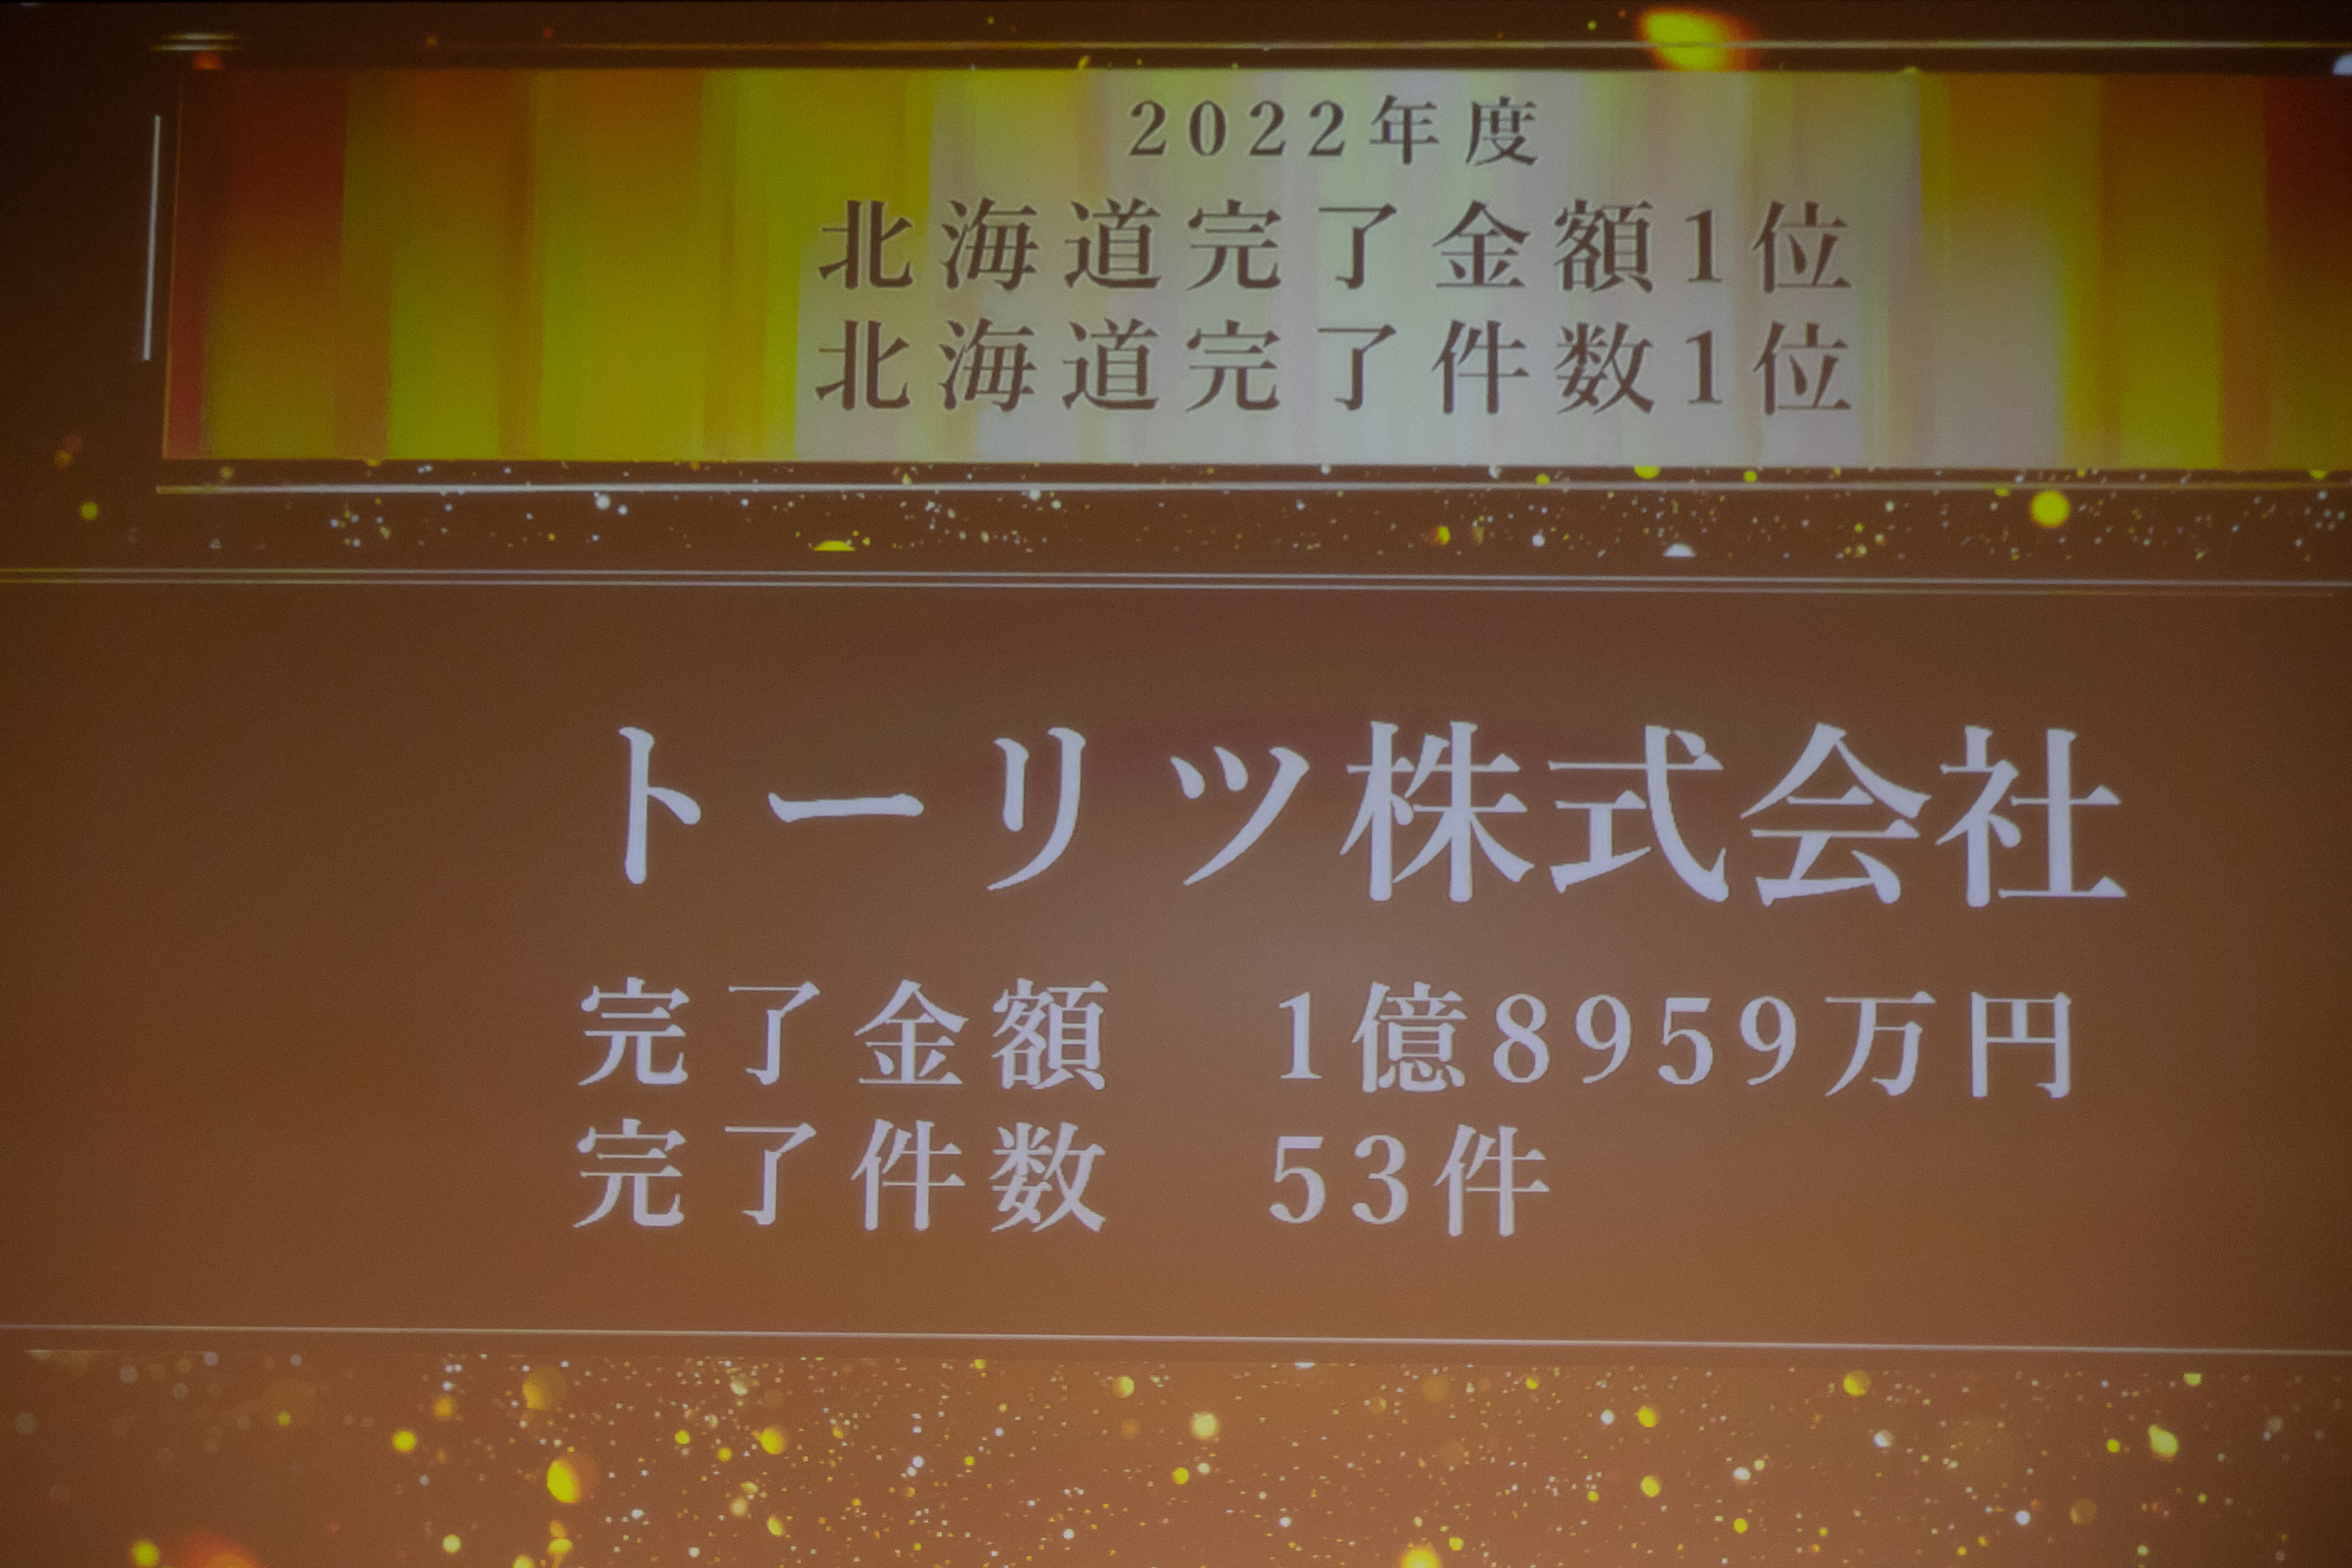 2022年度
北海道完了金額1位
北海道完了件数1位
トーリツ株式会社
完了金額　1億8959万円
完了件数　53件